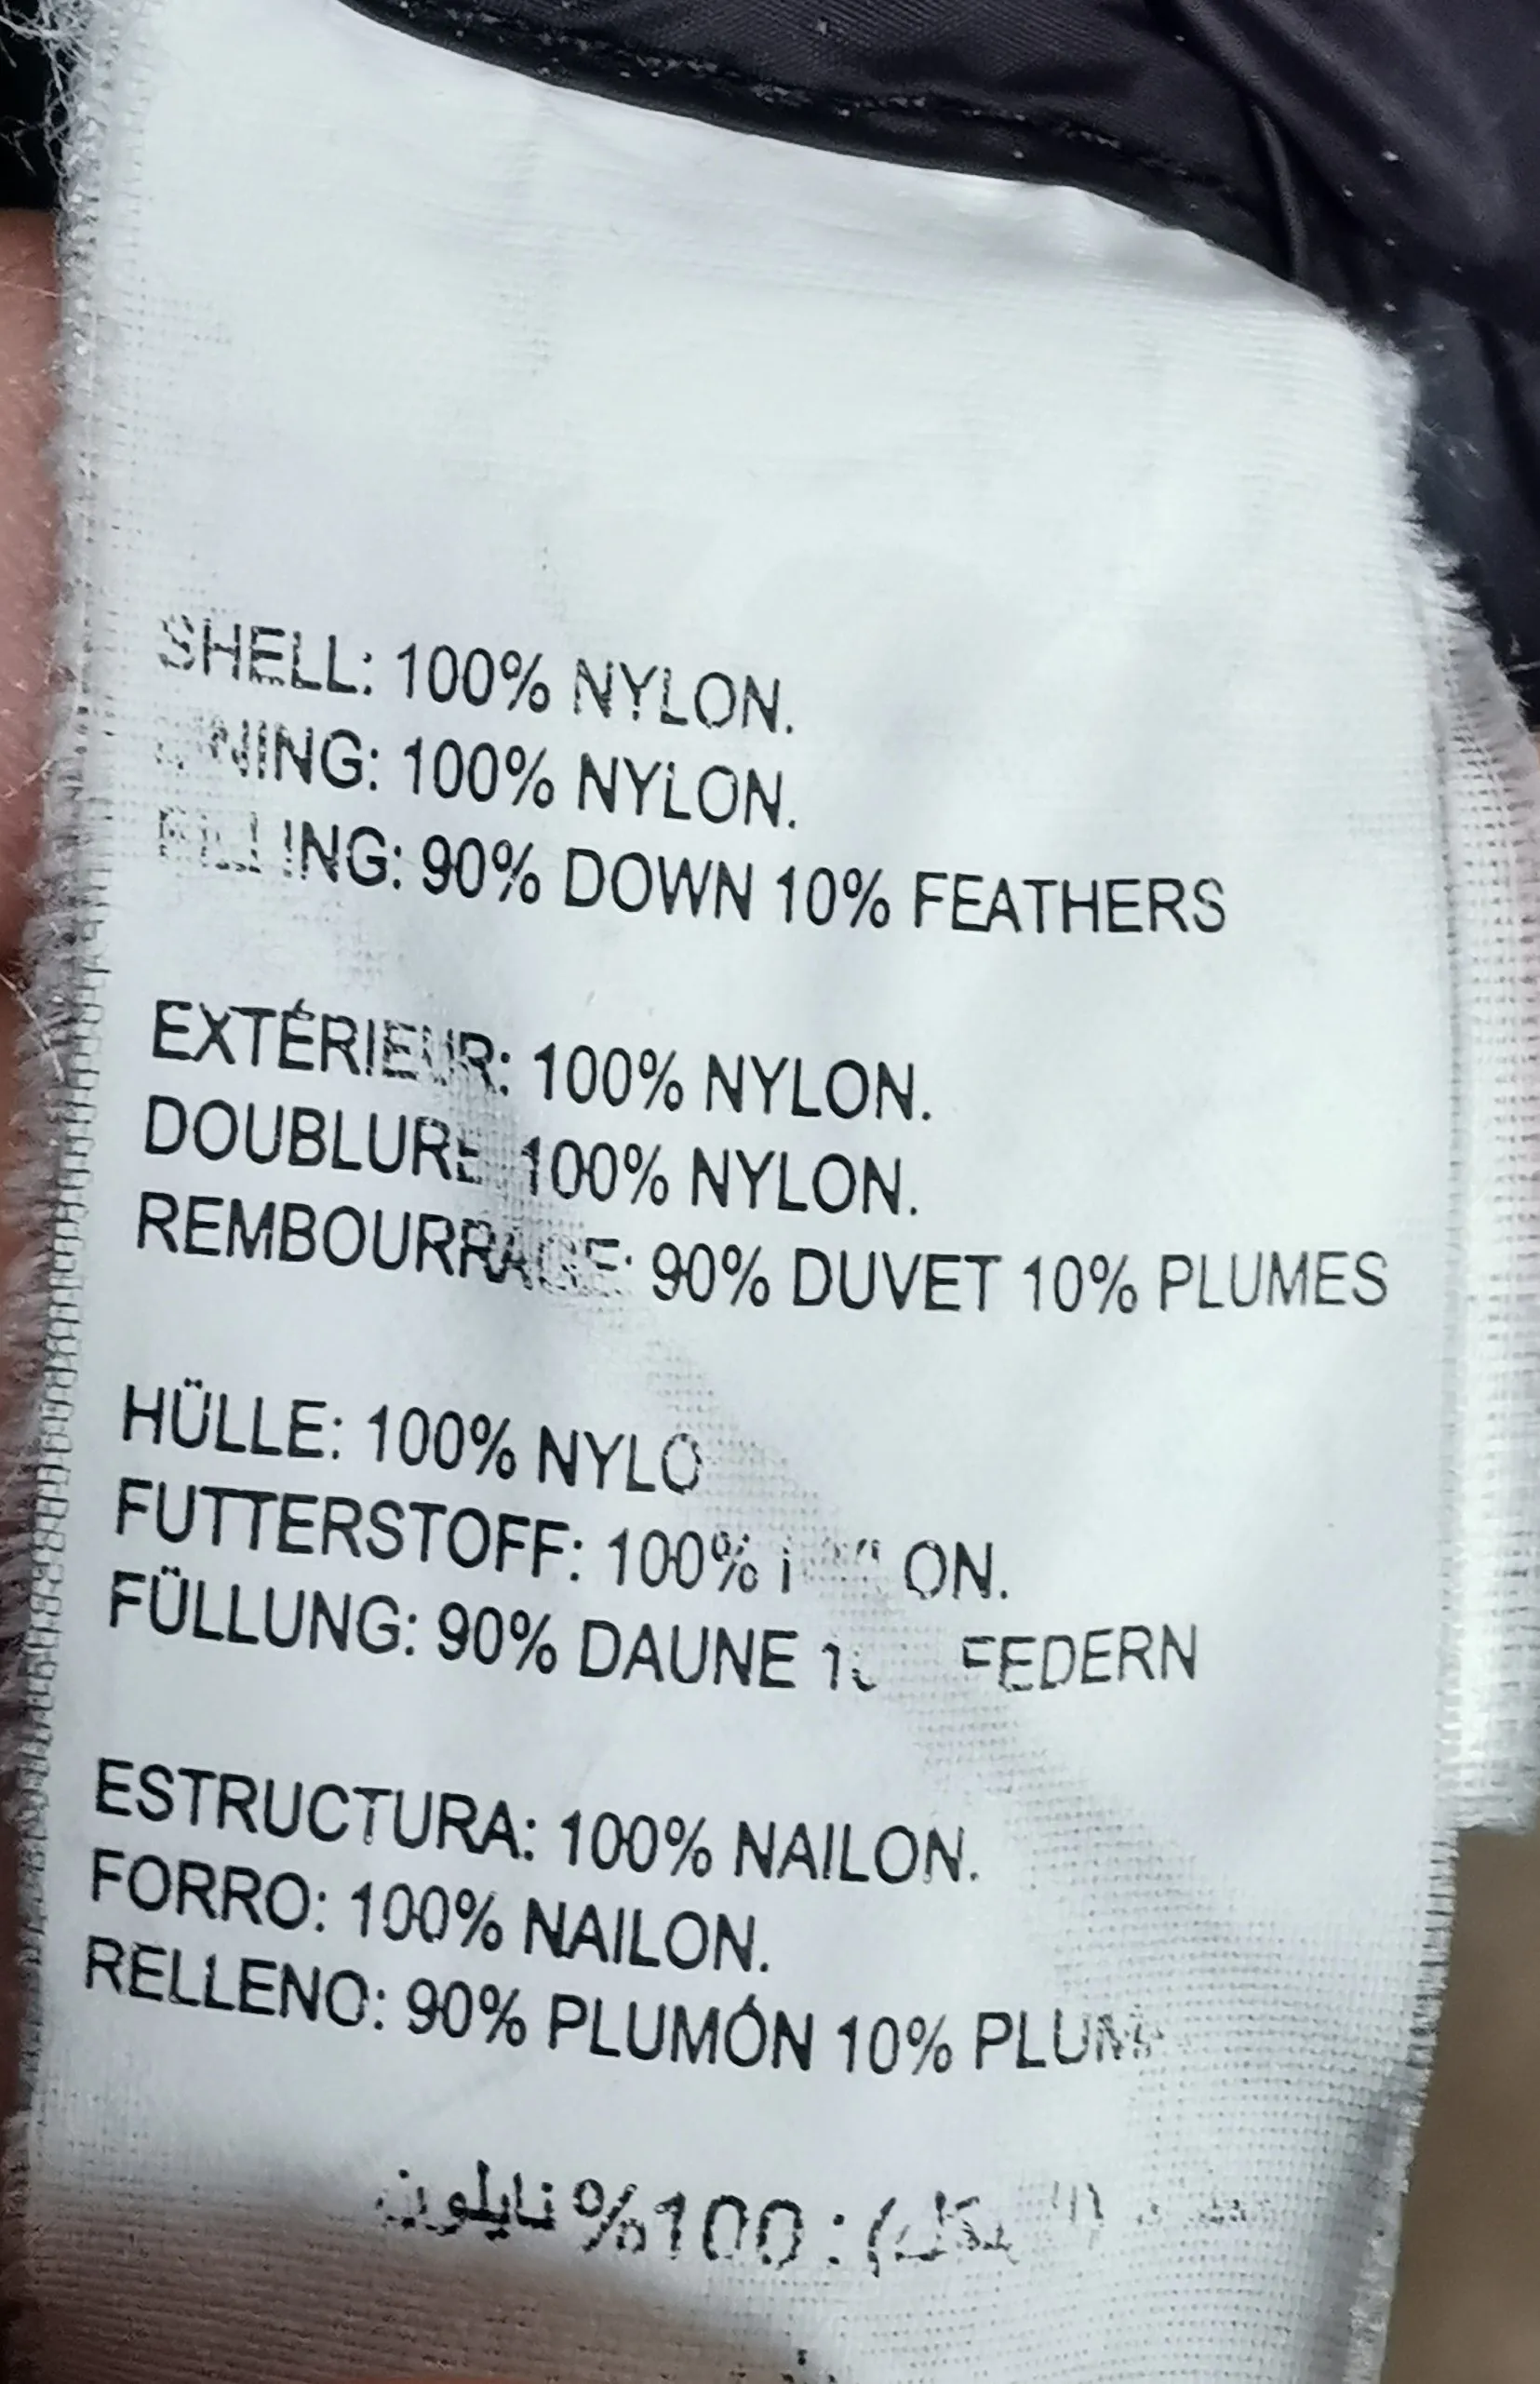 SHELL: 100% NYLON.
100% NYLON.
FILLING: 90% DOWN 10% FEATHERS
EXTÉRIEUR: 100% NYLON.
DOUBLURE 100% NYLON.
REMBOURRAGE: 90% DUVET 10% PLUMES
HÜLLE: 100% NYLO
FUTTERSTOFF: 100%
FÜLLUNG: 90% DAUNE FEDERN
ESTRUCTURA: 100% NAILON.
FORRO: 100% NAILON.
RELLENO: 90% PLUMÓN 10%
100% نايلون